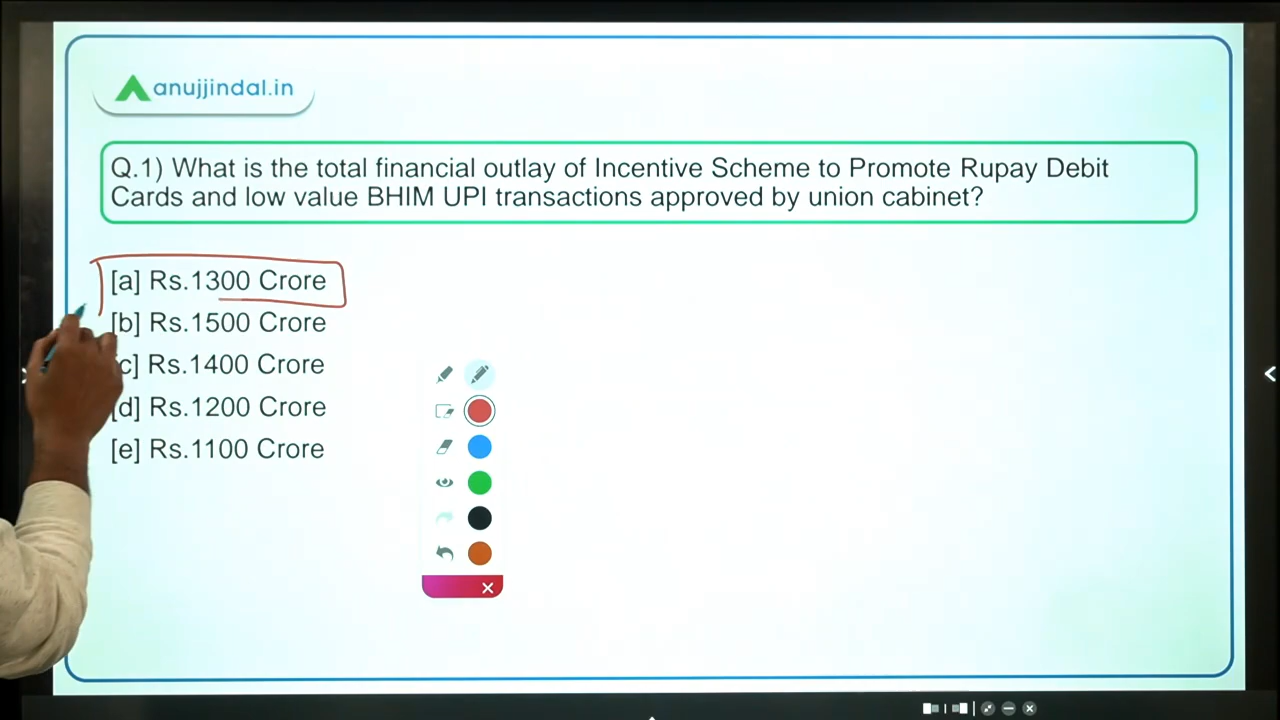 anujjindal.in
Q.1) What is the total financial outlay of Incentive Scheme to Promote Rupay Debit
Cards and low value BHIM UPI transactions approved by union cabinet?
[a] Rs.1300 Crore
[b] Rs.1500 Crore
c] Rs.1400 Crore
[d] Rs.1200 Crore
[e] Rs.1100 Crore